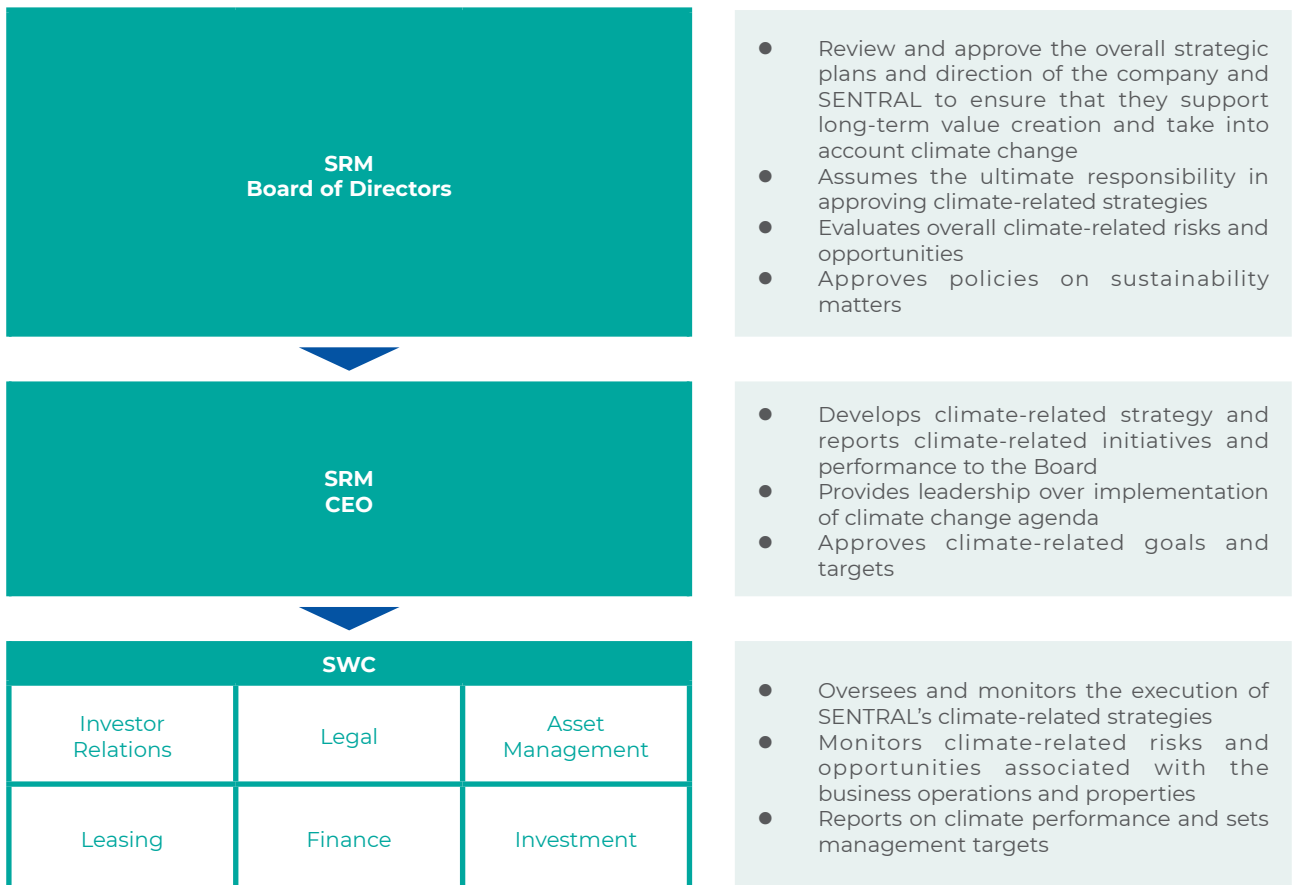 SRM
Board of Directors
● Review and approve the overall strategic
plans and direction of the company and
SENTRAL to ensure that they support
long-term value creation and take into
account climate change
● Assumes the ultimate responsibility in
approving climate-related strategies
● Evaluates overall climate-related risks and
opportunities
● Approves policies on sustainability
matters
SRM
CEO
● Develops climate-related strategy and
reports climate-related initiatives and
performance to the Board
● Provides leadership over implementation
of climate change agenda
● Approves climate-related goals and
targets
SWC
Investor
Relations
Legal
Asset
Management
Leasing
Finance
Investment
● Oversees and monitors the execution of
SENTRAL’s climate-related strategies
● Monitors climate-related risks and
opportunities associated with the
business operations and properties
● Reports on climate performance and sets
management targets